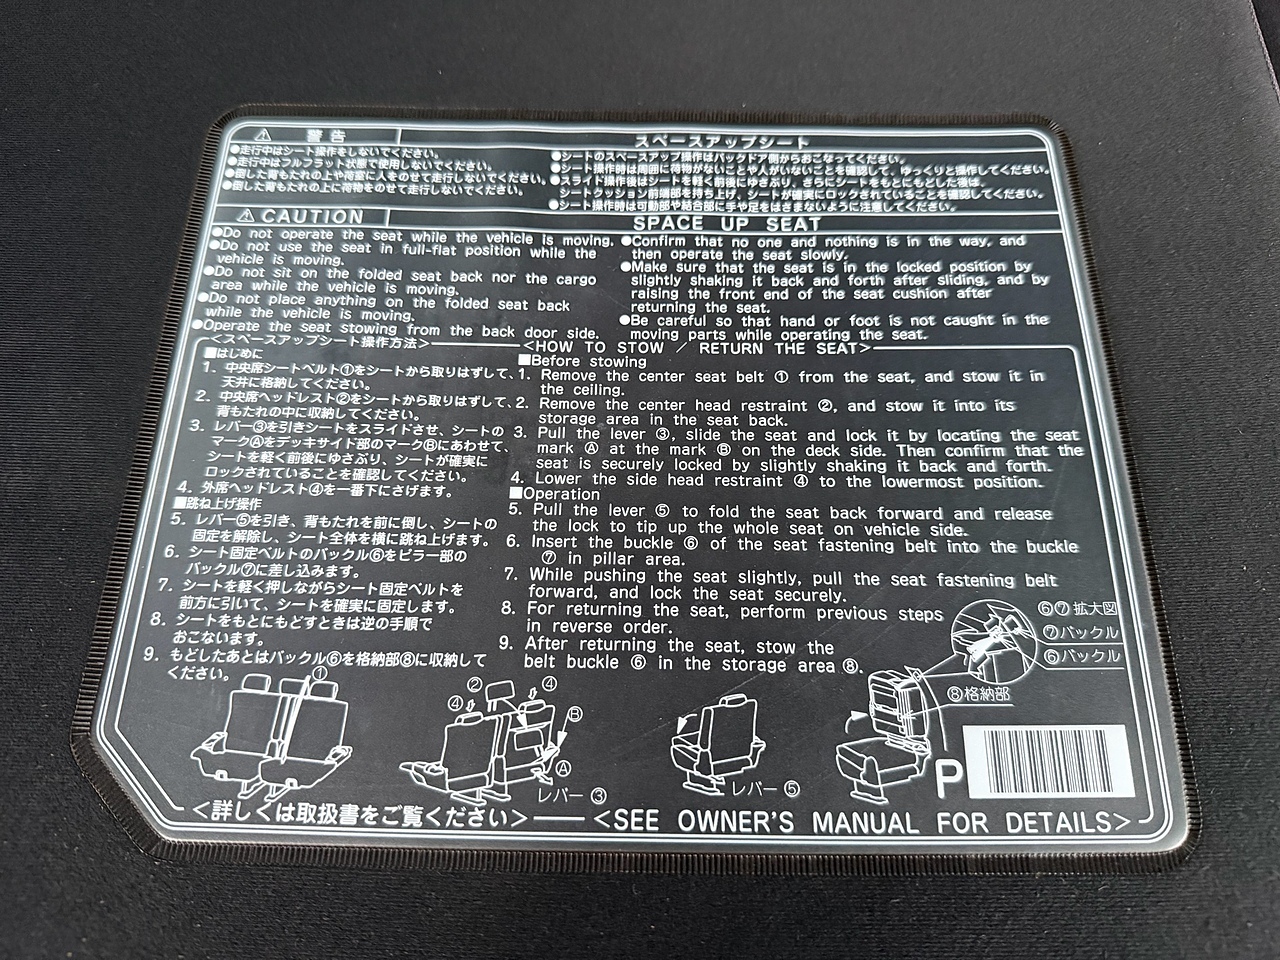 ⚠ 警告
スペースアップシート
●走行中はシート操作をしないでください。
●走行中はフルフラット状態で使用しないでください。
●倒した背もたれの上や荷室に人をのせて走行しないでください。
●倒した背もたれの上に荷物をのせて走行しないでください。
●シートのスペースアップ操作はバックドア側からおこなってください。
●シート操作時は周囲に荷物がないことや人がいないことを確認して、ゆっくりと操作してください。
●スライド操作後はシートを軽く前後にゆさぶり、さらにシートをもとにもどした後は、
シートクッション前端部を持ち上げ、シートが確実にロックされていることを確認してください。
●シート操作時は可動部や結合部に手や足をはさまないように注意してください。
⚠ CAUTION
SPACE UP SEAT
●Do not operate the seat while the vehicle is moving.
●Do not use the seat in full-flat position while the
vehicle is moving.
●Do not sit on the folded seat back nor the cargo
area while the vehicle is moving.
●Do not place anything on the folded seat back
while the vehicle is moving.
●Operate the seat stowing from the back door side.
●Confirm that no one and nothing is in the way, and
then operate the seat slowly.
●Make sure that the seat is in the locked position by
slightly shaking it back and forth after sliding, and by
raising the front end of the seat cushion after
returning the seat.
●Be careful so that hand or foot is not caught in the
moving parts while operating the seat.
<スペースアップシート操作方法>
■はじめに
1. 中央席シートベルト①をシートから取りはずして、
天井に格納してください。
2. 中央席ヘッドレスト②をシートから取りはずして、
背もたれの中に収納してください。
3. レバー③を引きシートをスライドさせ、シートの
マークⒶをデッキサイド部のマークⒷにあわせて、
シートを軽く前後にゆさぶり、シートが確実に
ロックされていることを確認してください。
4. 外席ヘッドレスト④を一番下にさげます。
■跳ね上げ操作
5. レバー⑤を引き、背もたれを前に倒し、シートの
固定を解除し、シート全体を横に跳ね上げます。
6. シート固定ベルトのバックル⑥をピラー部の
バックル⑦に差し込みます。
7. シートを軽く押しながらシート固定ベルトを
前方に引いて、シートを確実に固定します。
8. シートをもとにもどすときは逆の手順で
おこないます。
9. もどしたあとはバックル⑥を格納部⑧に収納して
ください。
<HOW TO STOW / RETURN THE SEAT>
■Before stowing
1. Remove the center seat belt ① from the seat, and stow it in
the ceiling.
2. Remove the center head restraint ②, and stow it into its
storage area in the seat back.
3. Pull the lever ③, slide the seat and lock it by locating the seat
mark Ⓐ at the mark Ⓑ on the deck side. Then confirm that the
seat is securely locked by slightly shaking it back and forth.
4. Lower the side head restraint ④ to the lowermost position.
■Operation
5. Pull the lever ⑤ to fold the seat back forward and release
the lock to tip up the whole seat on vehicle side.
6. Insert the buckle ⑥ of the seat fastening belt into the buckle
⑦ in pillar area.
7. While pushing the seat slightly, pull the seat fastening belt
forward, and lock the seat securely.
8. For returning the seat, perform previous steps
in reverse order.
9. After returning the seat, stow the
belt buckle ⑥ in the storage area ⑧.
⑥⑦ 拡大図
⑦バックル
⑥バックル
⑧格納部
①
②
④
④
Ⓑ
Ⓐ
レバー ③
レバー ⑤
P
<詳しくは取扱書をご覧ください>
<SEE OWNER'S MANUAL FOR DETAILS>